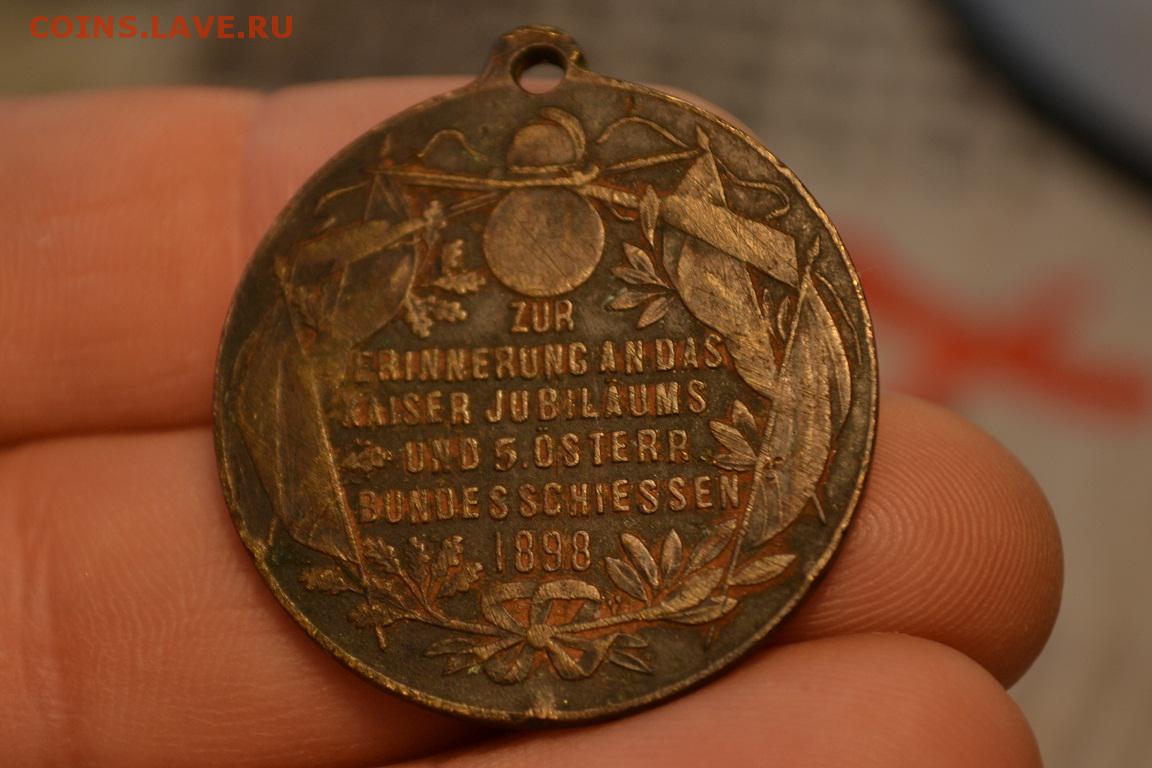 COINS.LAVE.RU
ZUR
ERINNERUNG AN DAS
KAISER JUBILÄUMS
UND 5. ÖSTERR.
BUNDESSCHIESSEN
1898